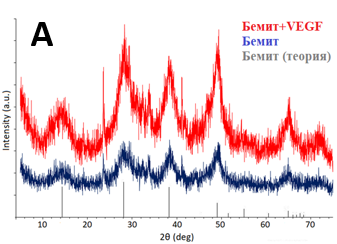 A
Бемит+VEGF
Бемит
Бемит (теория)
Intensity (a.u.)
10 20 30 40 50 60 70
2θ (deg)